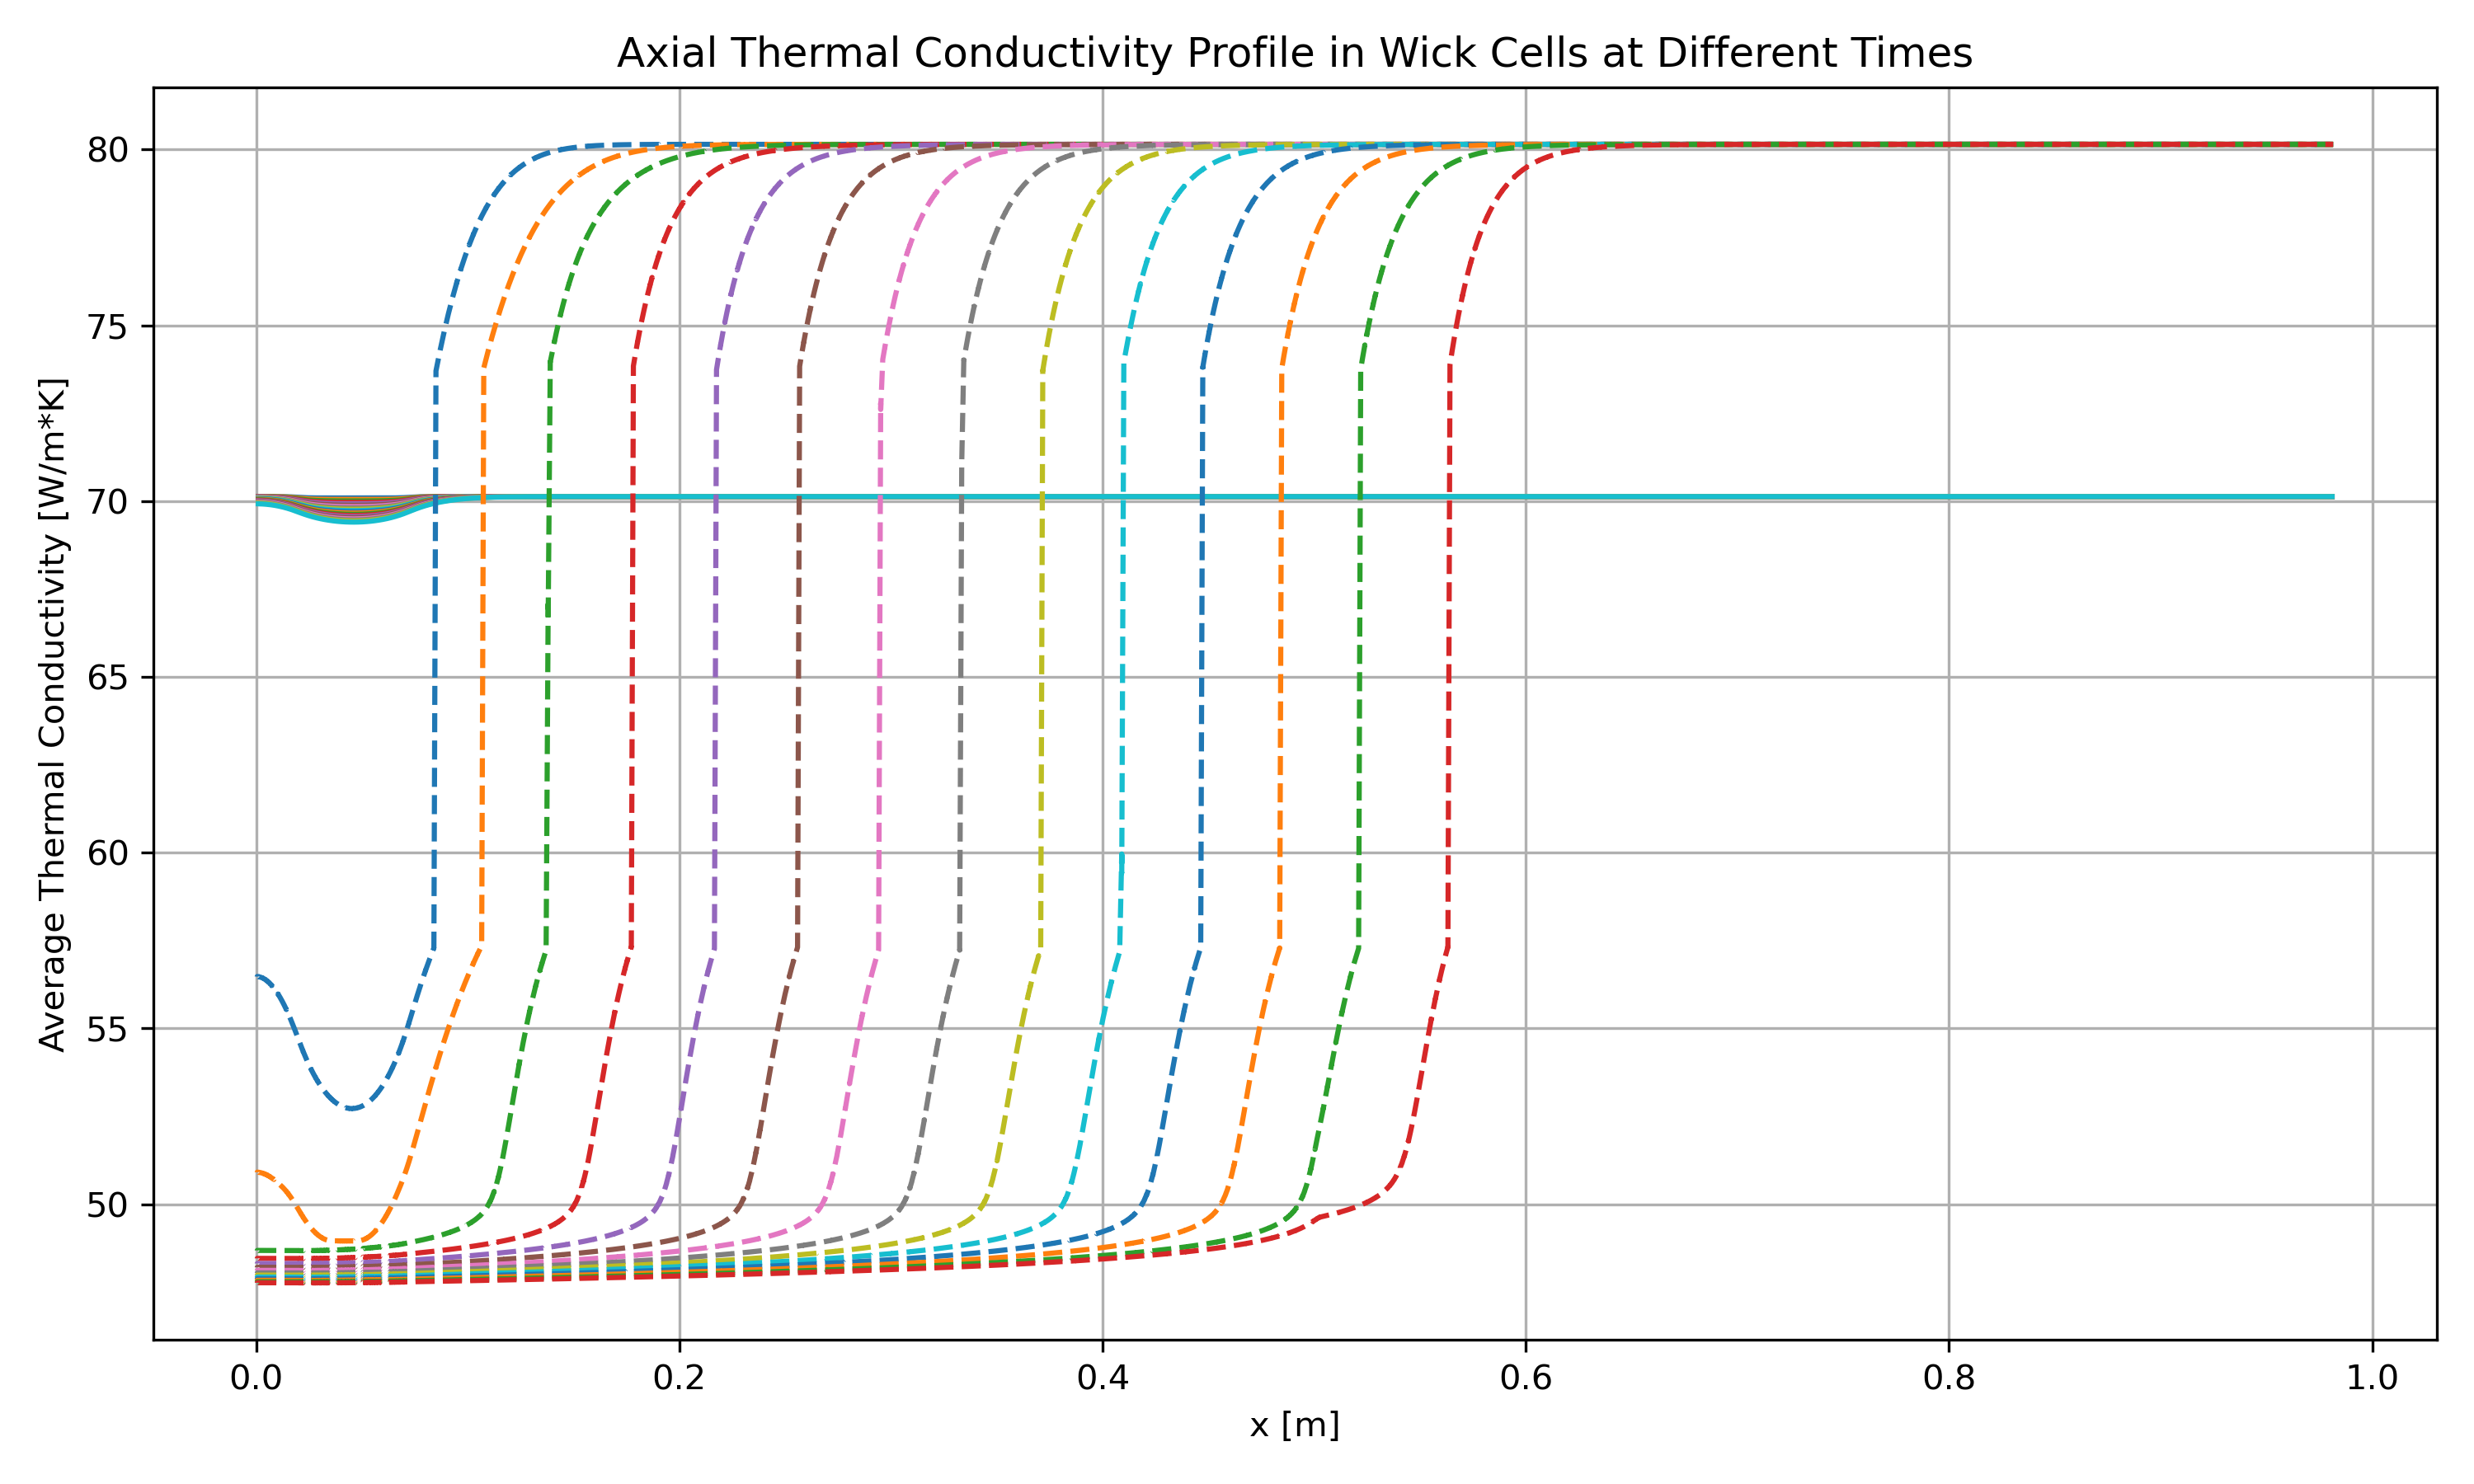 Axial Thermal Conductivity Profile in Wick Cells at Different Times
Average Thermal Conductivity [W/m*K]
80
75
70
65
60
55
50
0.0 0.2 0.4 0.6 0.8 1.0
x [m]